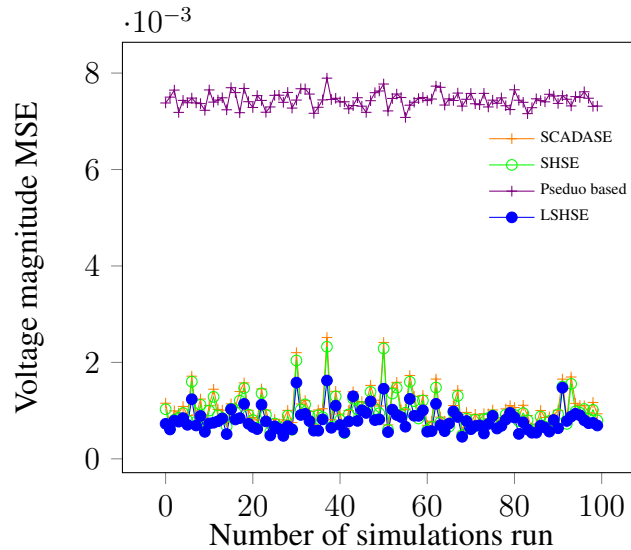 ·10⁻³
8
6
4
2
0
Voltage magnitude MSE
SCADASE
SHSE
Pseduo based
LSHSE
0 20 40 60 80 100
Number of simulations run